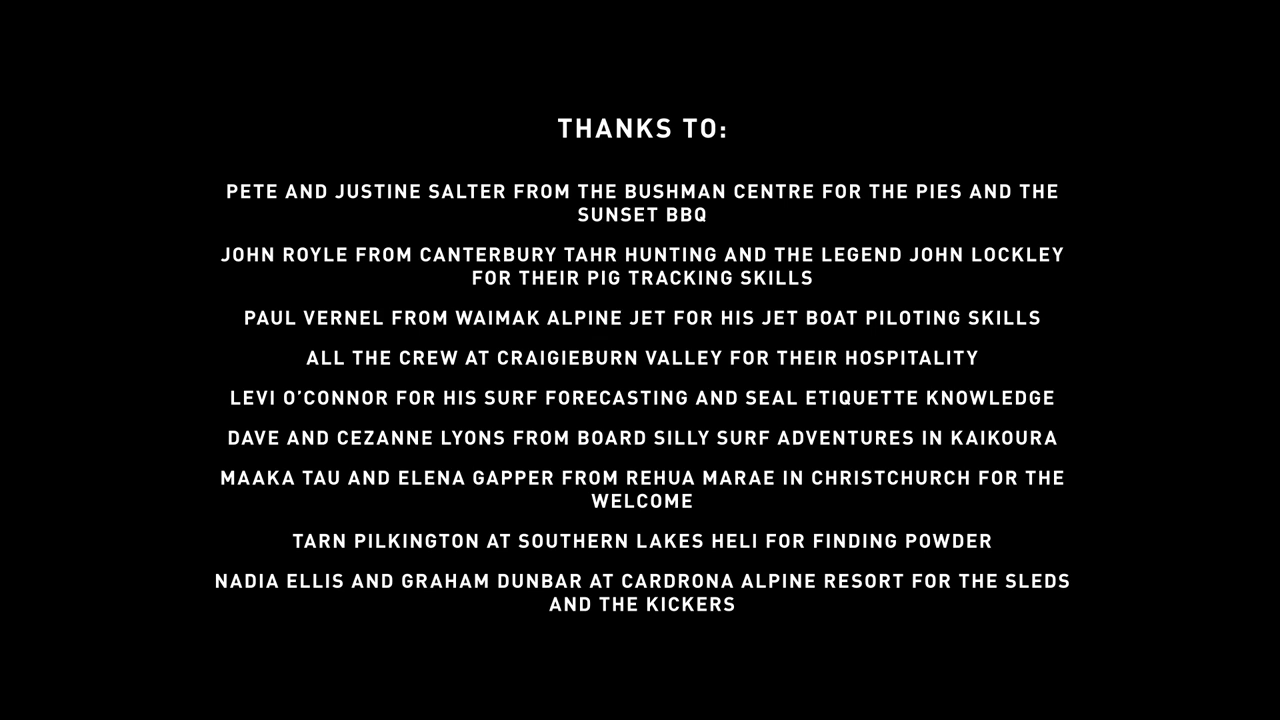 THANKS TO:
PETE AND JUSTINE SALTER FROM THE BUSHMAN CENTRE FOR THE PIES AND THE
SUNSET BBQ
JOHN ROYLE FROM CANTERBURY TAHR HUNTING AND THE LEGEND JOHN LOCKLEY
FOR THEIR PIG TRACKING SKILLS
PAUL VERNEL FROM WAIMAK ALPINE JET FOR HIS JET BOAT PILOTING SKILLS
ALL THE CREW AT CRAIGIEBURN VALLEY FOR THEIR HOSPITALITY
LEVI O’CONNOR FOR HIS SURF FORECASTING AND SEAL ETIQUETTE KNOWLEDGE
DAVE AND CEZANNE LYONS FROM BOARD SILLY SURF ADVENTURES IN KAIKOURA
MAAKA TAU AND ELENA GAPPER FROM REHUA MARAE IN CHRISTCHURCH FOR THE
WELCOME
TARN PILKINGTON AT SOUTHERN LAKES HELI FOR FINDING POWDER
NADIA ELLIS AND GRAHAM DUNBAR AT CARDRONA ALPINE RESORT FOR THE SLEDS
AND THE KICKERS